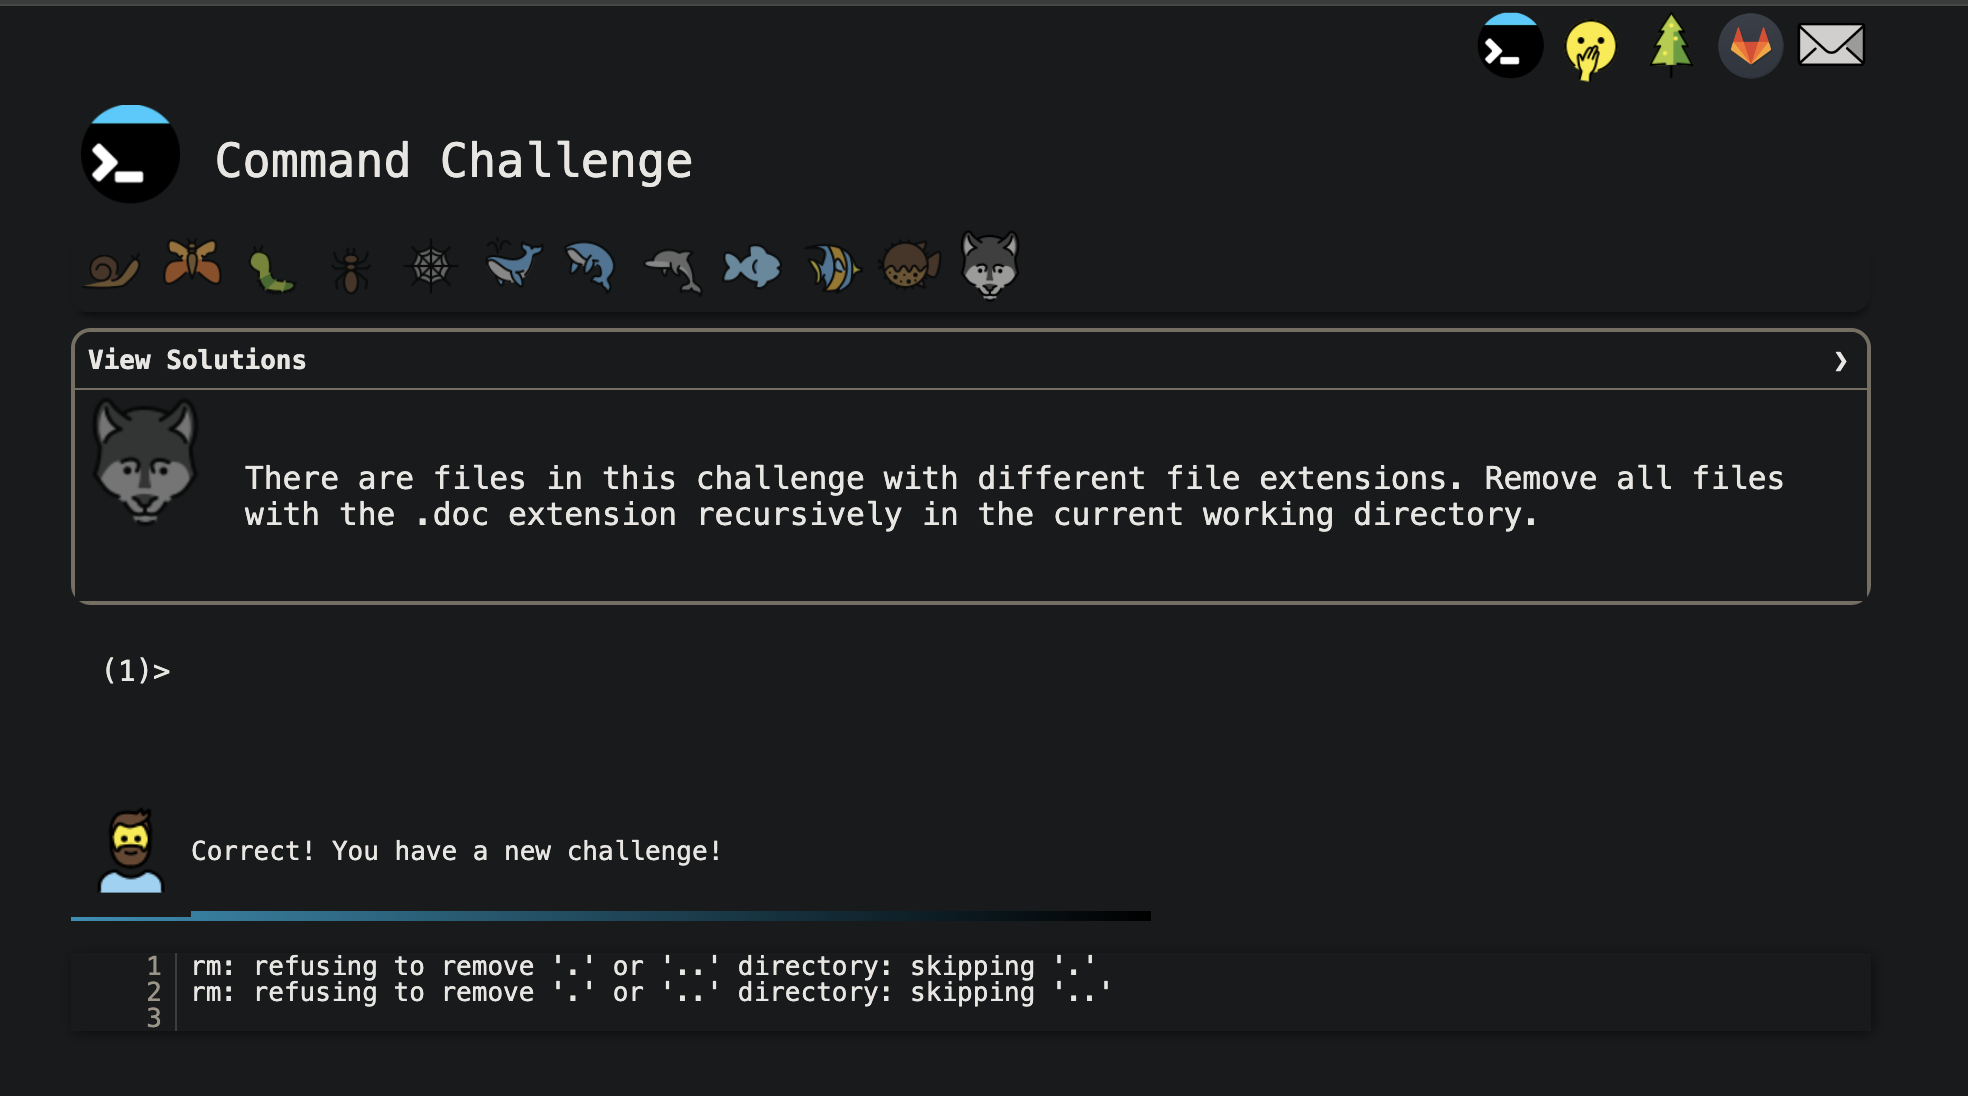 Command Challenge
View Solutions
There are files in this challenge with different file extensions. Remove all files
with the .doc extension recursively in the current working directory.
(1)>
Correct! You have a new challenge!
1 rm: refusing to remove '.' or '..' directory: skipping '.'
2 rm: refusing to remove '.' or '..' directory: skipping '..'
3